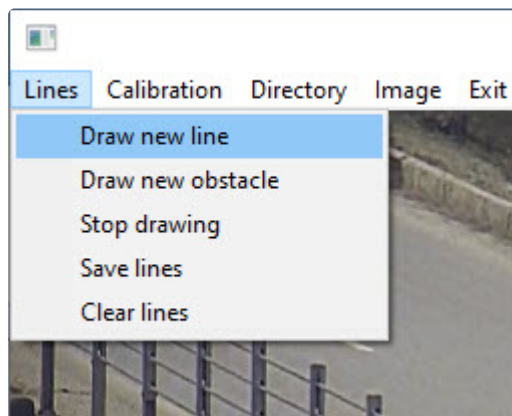 Lines Calibration Directory Image Exit
Draw new line
Draw new obstacle
Stop drawing
Save lines
Clear lines